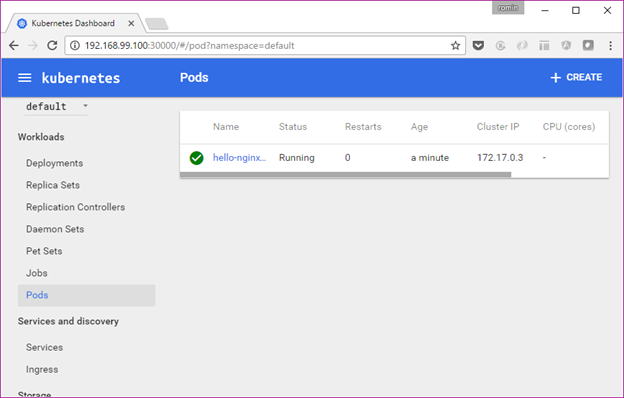 romin
Kubernetes Dashboard
192.168.99.100:30000/#/pod?namespace=default
kubernetes
Pods
+ CREATE
default
Workloads
Deployments
Replica Sets
Replication Controllers
Daemon Sets
Pet Sets
Jobs
Pods
Services and discovery
Services
Ingress
Storage
Name Status Restarts Age Cluster IP CPU (cores)
hello-nginx... Running 0 a minute 172.17.0.3 -